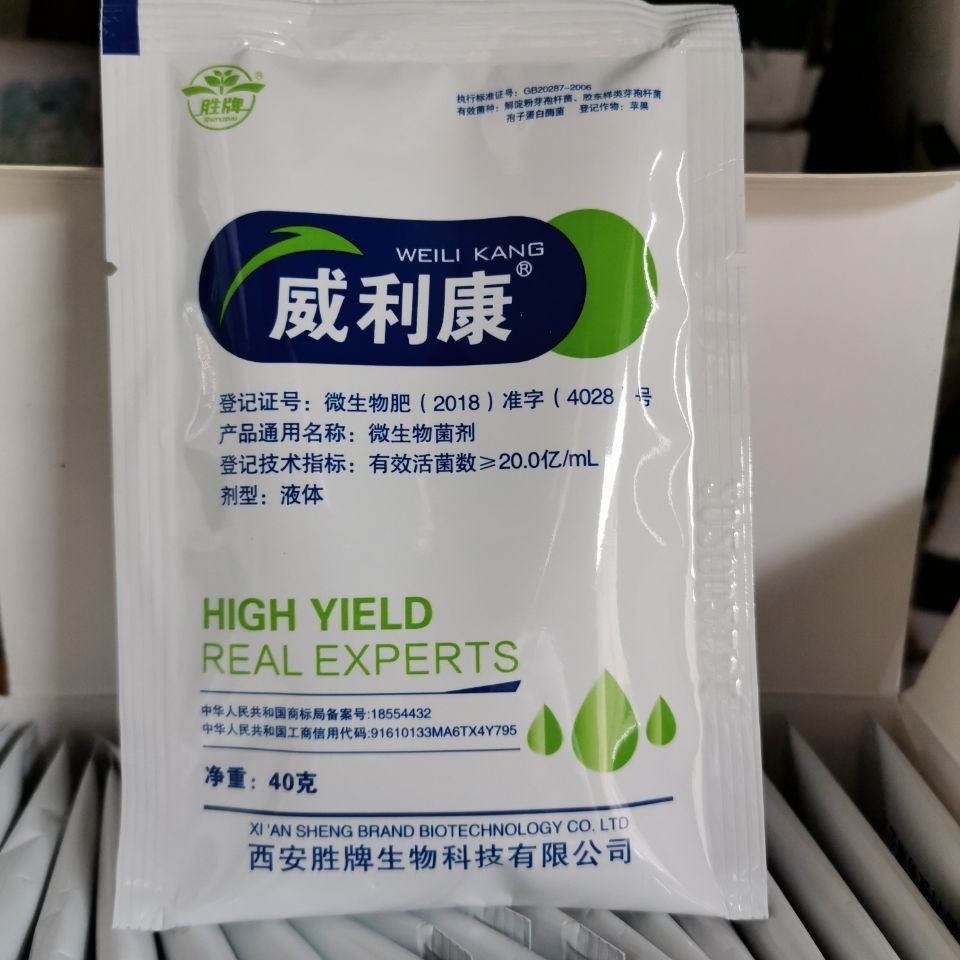 胜牌®
Shengpai
执行标准证号：GB20287-2006
有效菌种：解淀粉芽孢杆菌、胶冻样类芽孢杆菌
孢子蛋白酶菌 登记作物：苹果
WEILI KANG
威利康®
登记证号：微生物肥（2018）准字（4028）号
产品通用名称：微生物菌剂
登记技术指标：有效活菌数≥20.0亿/mL
剂型：液体
HIGH YIELD
REAL EXPERTS
中华人民共和国商标局备案号:18554432
中华人民共和国工商信用代码:91610133MA6TX4Y795
净重：40克
XI 'AN SHENG BRAND BIOTECHNOLOGY CO. LTD
西安胜牌生物科技有限公司